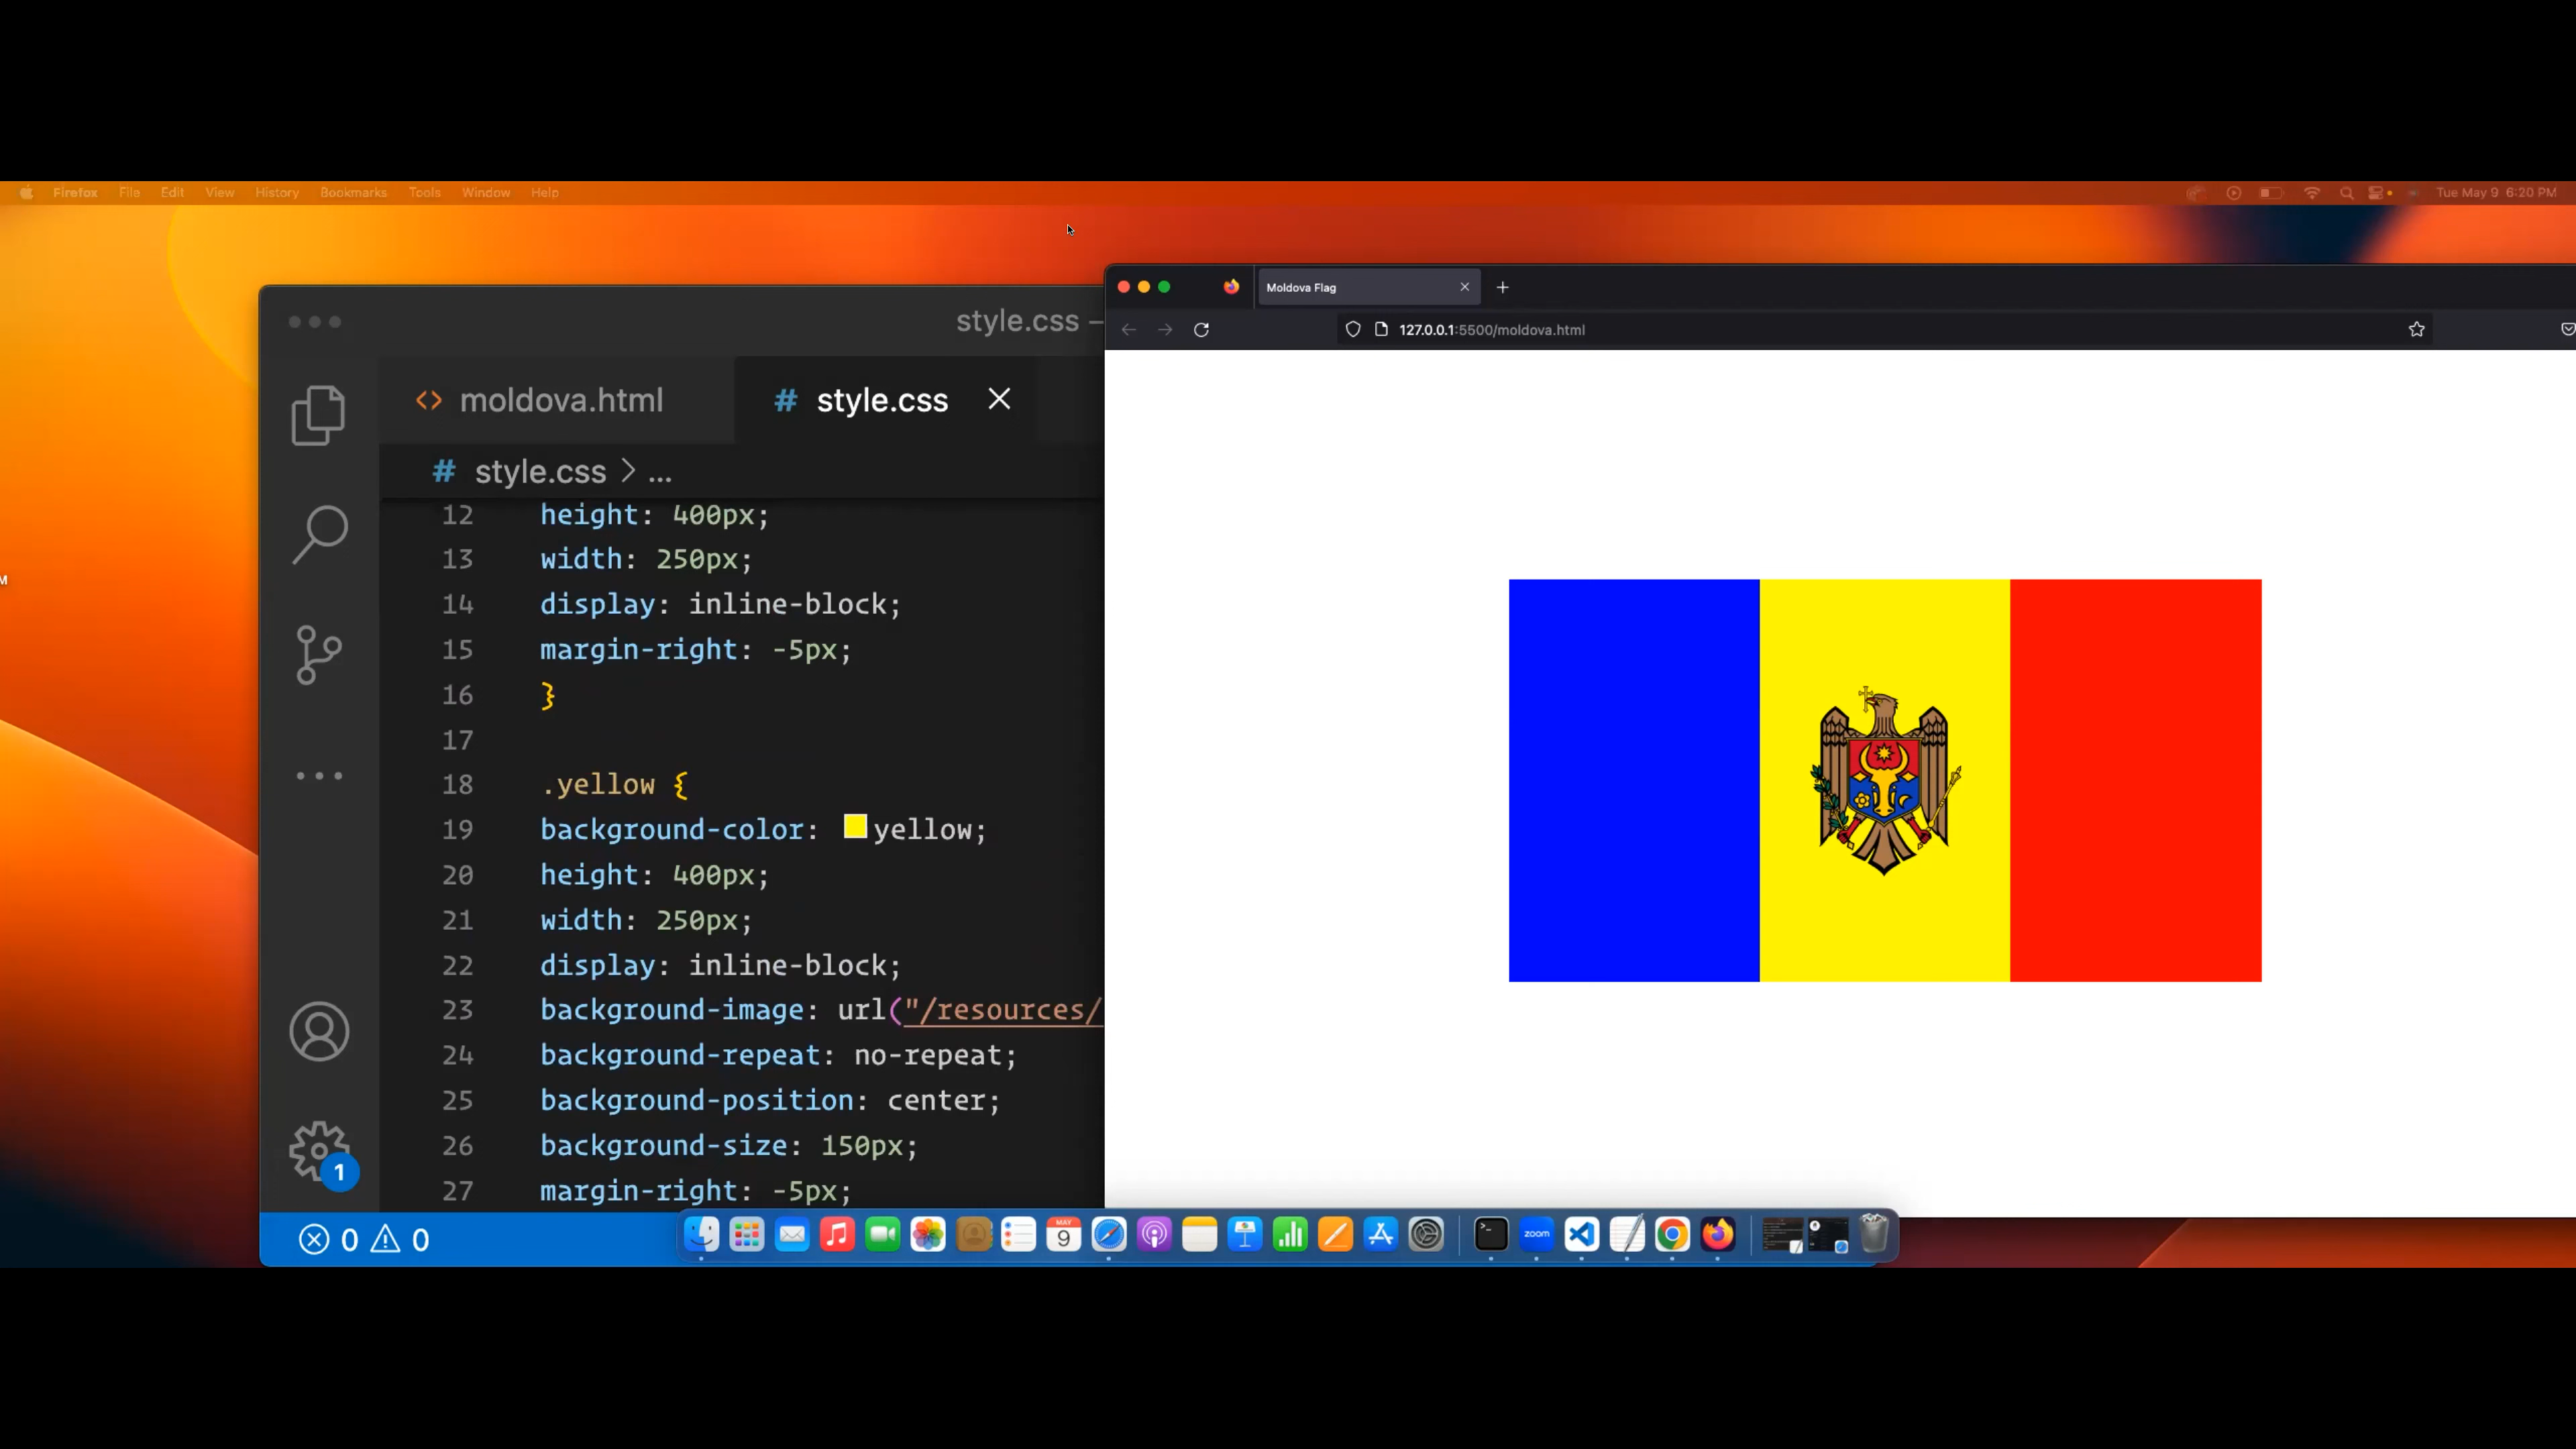 Firefox File Edit View History Bookmarks Tools Window Help
Tue May 9 6:20 PM
M
style.css —
moldova.html
# style.css
# style.css > ...
12 height: 400px;
13 width: 250px;
14 display: inline-block;
15 margin-right: -5px;
16 }
17
18 .yellow {
19 background-color: yellow;
20 height: 400px;
21 width: 250px;
22 display: inline-block;
23 background-image: url("/resources/
24 background-repeat: no-repeat;
25 background-position: center;
26 background-size: 150px;
27 margin-right: -5px;
1
0 0
Moldova Flag
127.0.0.1:5500/moldova.html
MAY
9
zoom